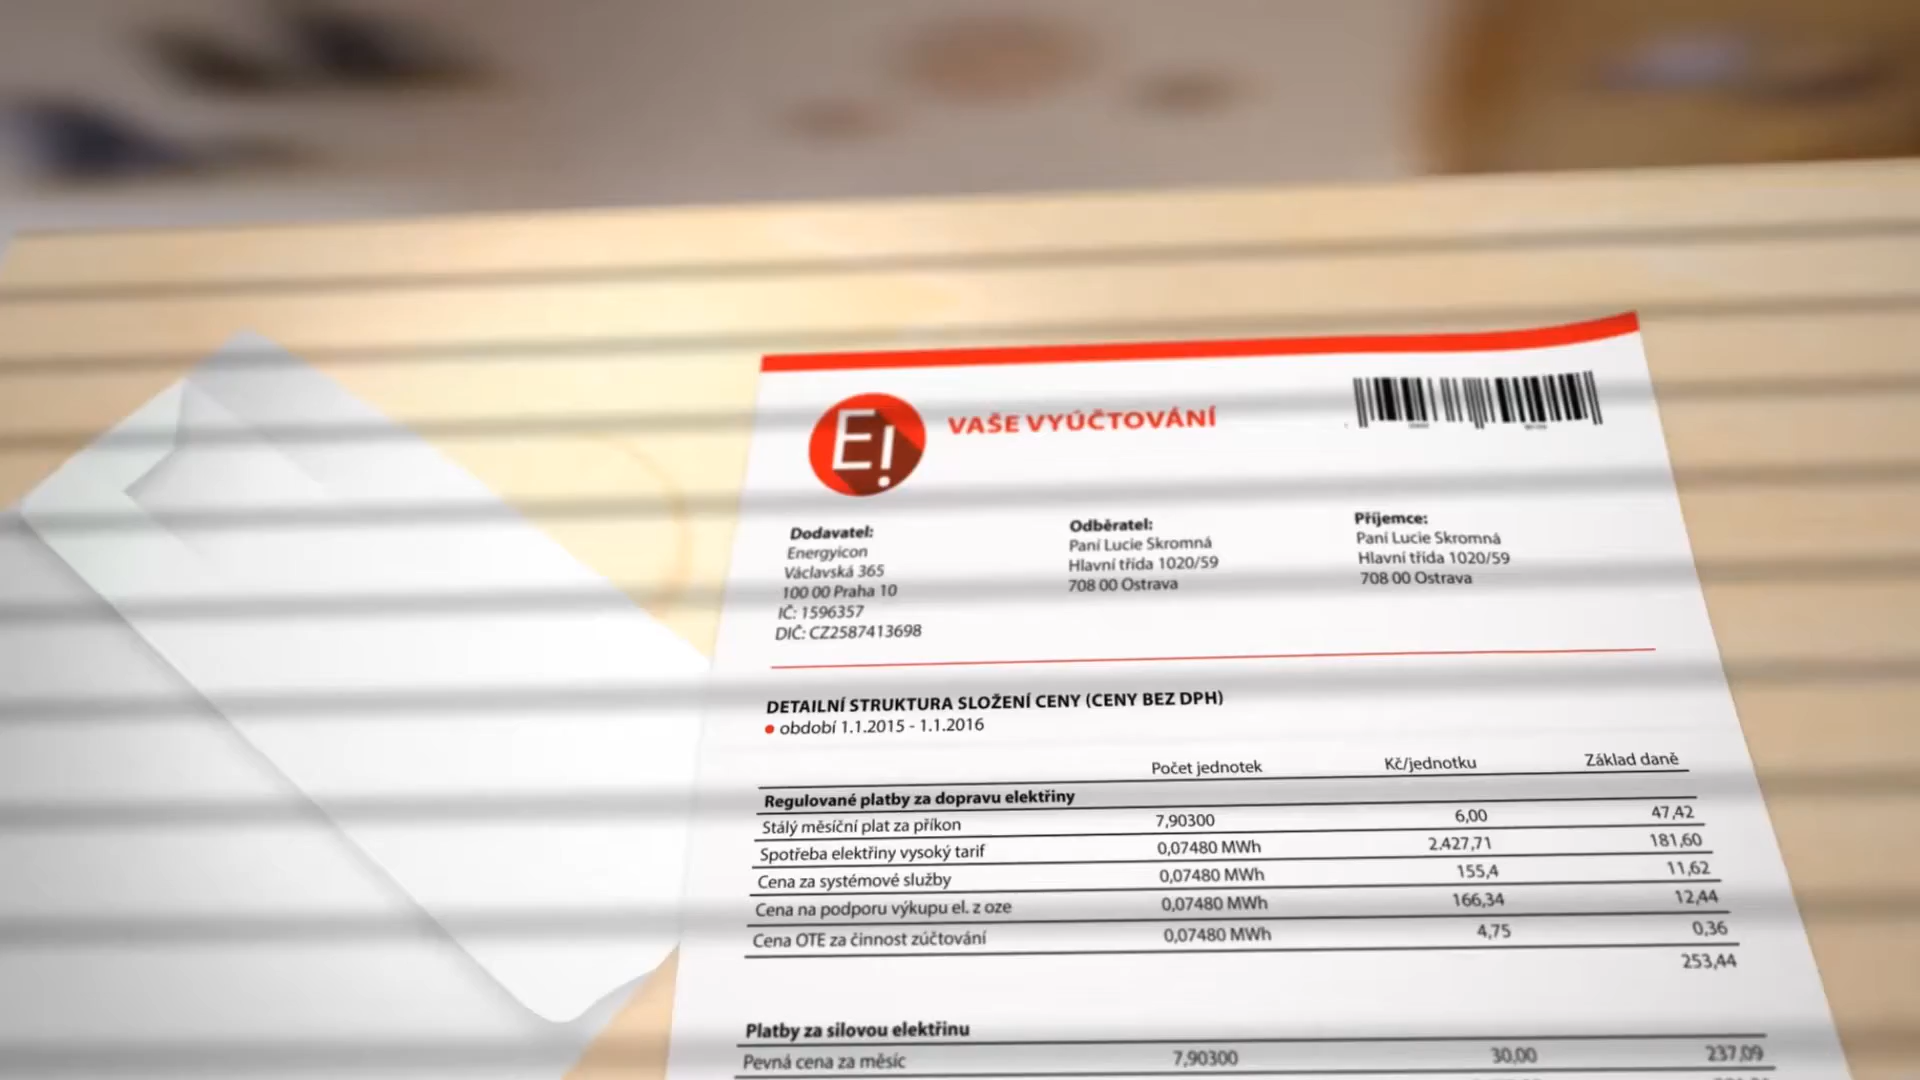 E!
VAŠE VYÚČTOVÁNÍ
Dodavatel:
Energyicon
Václavská 365
100 00 Praha 10
IČ: 1596357
DIČ: CZ2587413698
Odběratel:
Paní Lucie Skromná
Hlavní třída 1020/59
708 00 Ostrava
Příjemce:
Paní Lucie Skromná
Hlavní třída 1020/59
708 00 Ostrava
DETAILNÍ STRUKTURA SLOŽENÍ CENY (CENY BEZ DPH)
• období 1.1.2015 - 1.1.2016
Počet jednotek Kč/jednotku Základ daně
Regulované platby za dopravu elektřiny
Stálý měsíční plat za příkon 7,90300 6,00 47,42
Spotřeba elektřiny vysoký tarif 0,07480 MWh 2.427,71 181,60
Cena za systémové služby 0,07480 MWh 155,4 11,62
Cena na podporu výkupu el. z oze 0,07480 MWh 166,34 12,44
Cena OTE za činnost zúčtování 0,07480 MWh 4,75 0,36
253,44
Platby za silovou elektřinu
Pevná cena za měsíc 7,90300 30,00 237,09